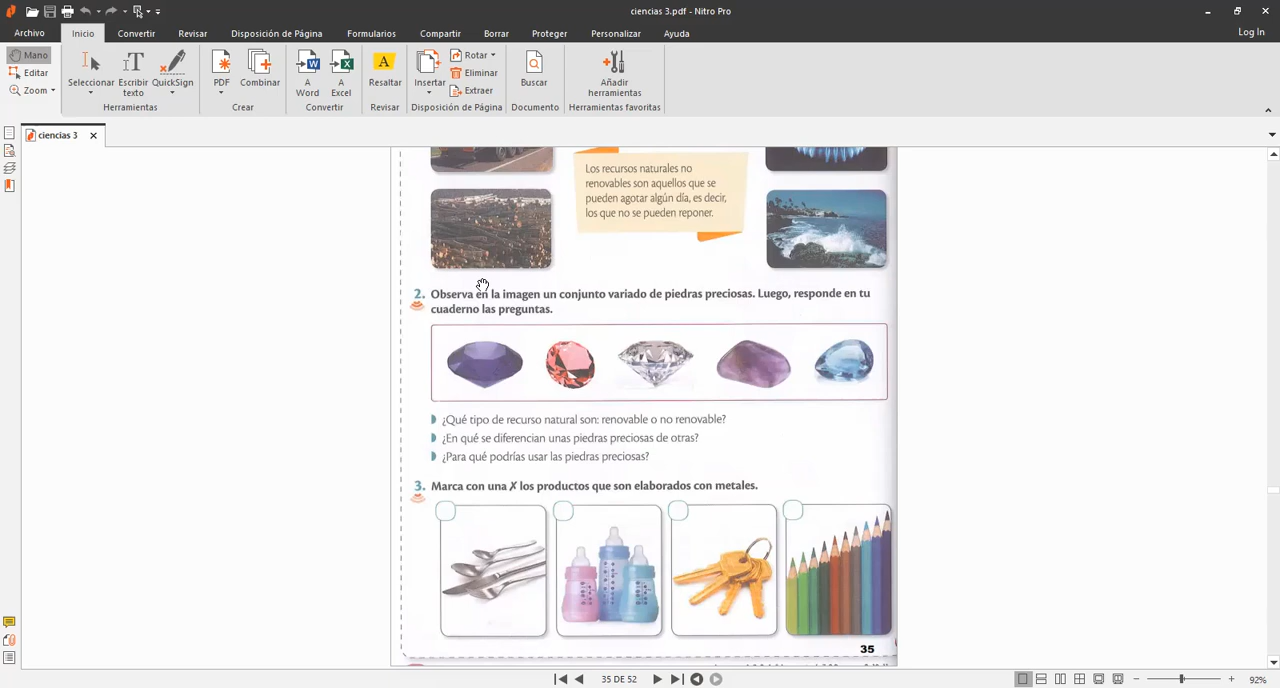 ciencias 3.pdf - Nitro Pro
Archivo
Inicio
Convertir
Revisar
Disposición de Página
Formularios
Compartir
Borrar
Proteger
Personalizar
Ayuda
Log In
Mano
Editar
Zoom
Seleccionar
Escribir texto
QuickSign
Herramientas
PDF
Combinar
Crear
A Word
A Excel
Convertir
Resaltar
Revisar
Insertar
Rotar
Eliminar
Extraer
Disposición de Página
Buscar
Documento
Añadir herramientas
Herramientas favoritas
ciencias 3
Los recursos naturales no
renovables son aquellos que se
pueden agotar algún día, es decir,
los que no se pueden reponer.
2. Observa en la imagen un conjunto variado de piedras preciosas. Luego, responde en tu
cuaderno las preguntas.
¿Qué tipo de recurso natural son: renovable o no renovable?
¿En qué se diferencian unas piedras preciosas de otras?
¿Para qué podrías usar las piedras preciosas?
3. Marca con una X los productos que son elaborados con metales.
35
35 DE 52
92%